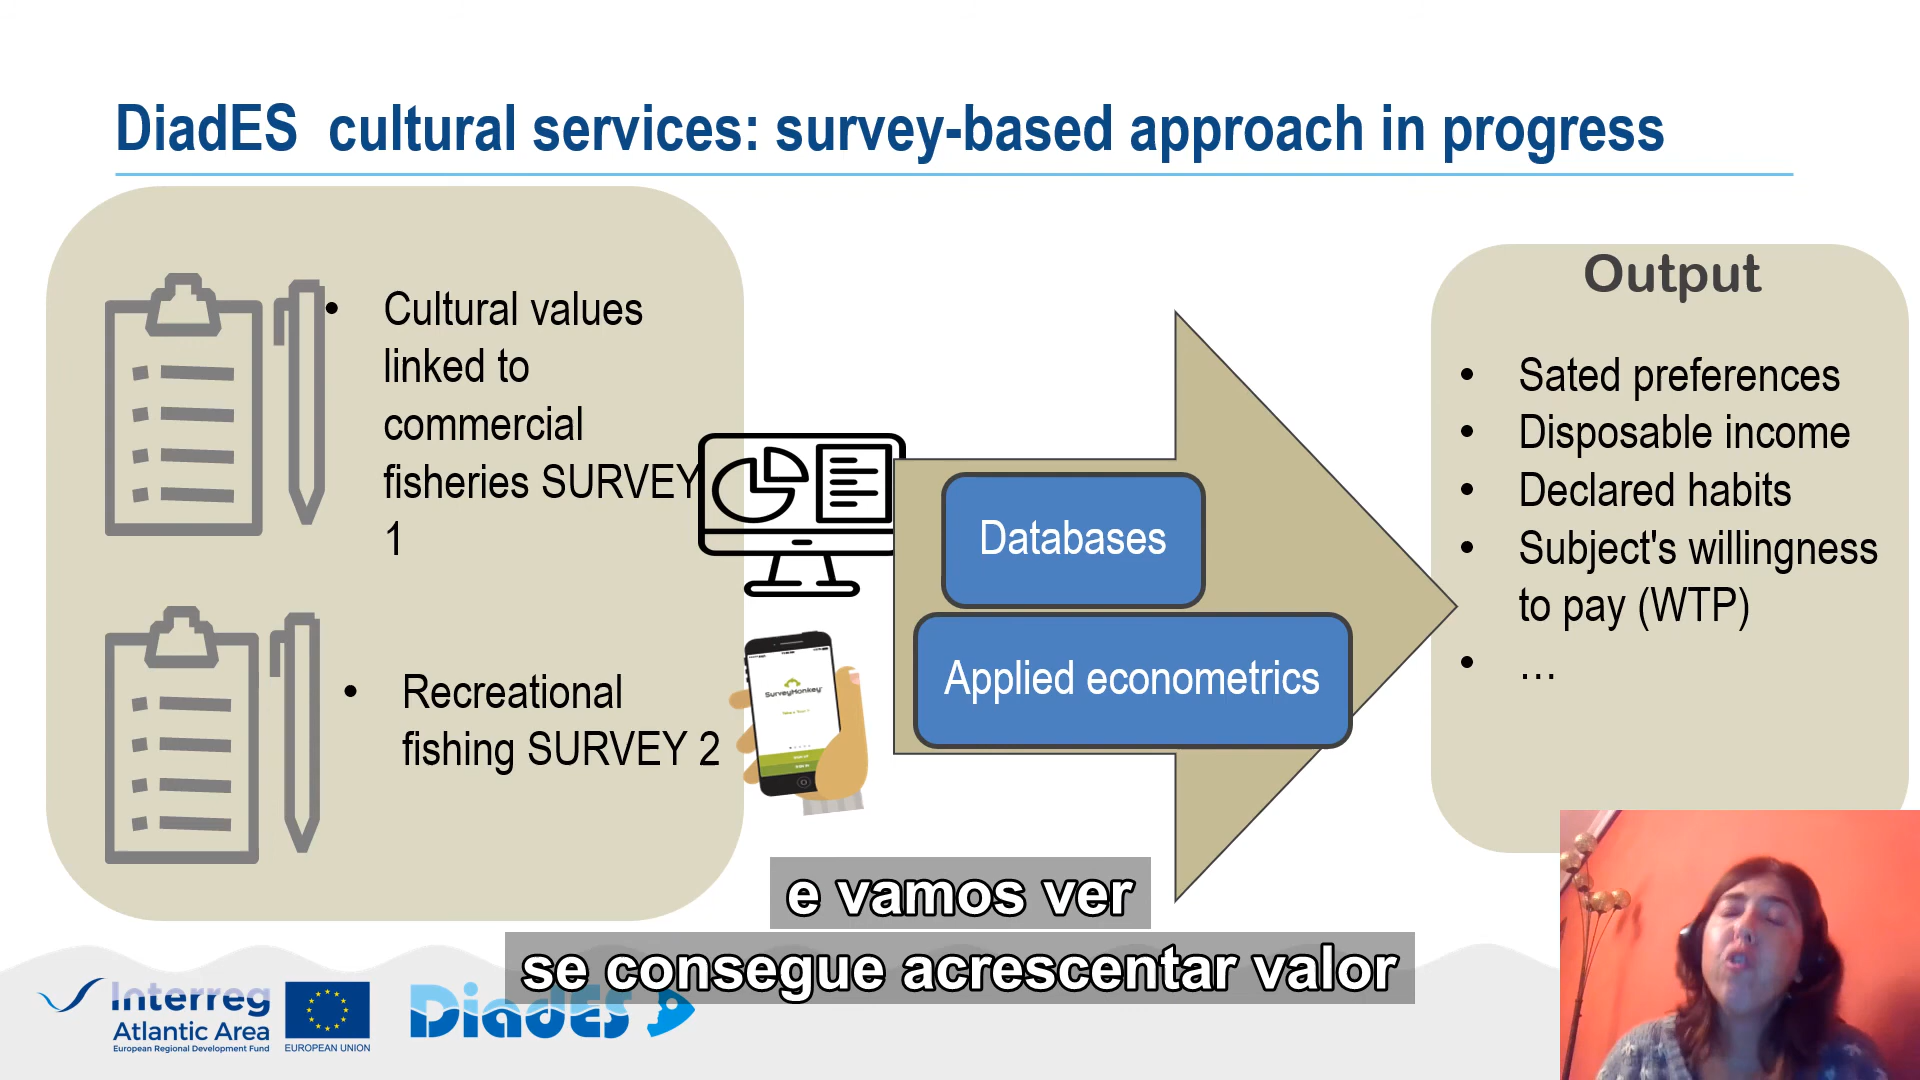 DiadES cultural services: survey-based approach in progress
• Cultural values
linked to
commercial
fisheries SURVEY
1
• Recreational
fishing SURVEY 2
SurveyMonkey
Databases
Applied econometrics
Output
• Sated preferences
• Disposable income
• Declared habits
• Subject's willingness
to pay (WTP)
• ...
e vamos ver
se consegue acrescentar valor
Interreg
Atlantic Area
European Regional Development Fund
EUROPEAN UNION
DiadES